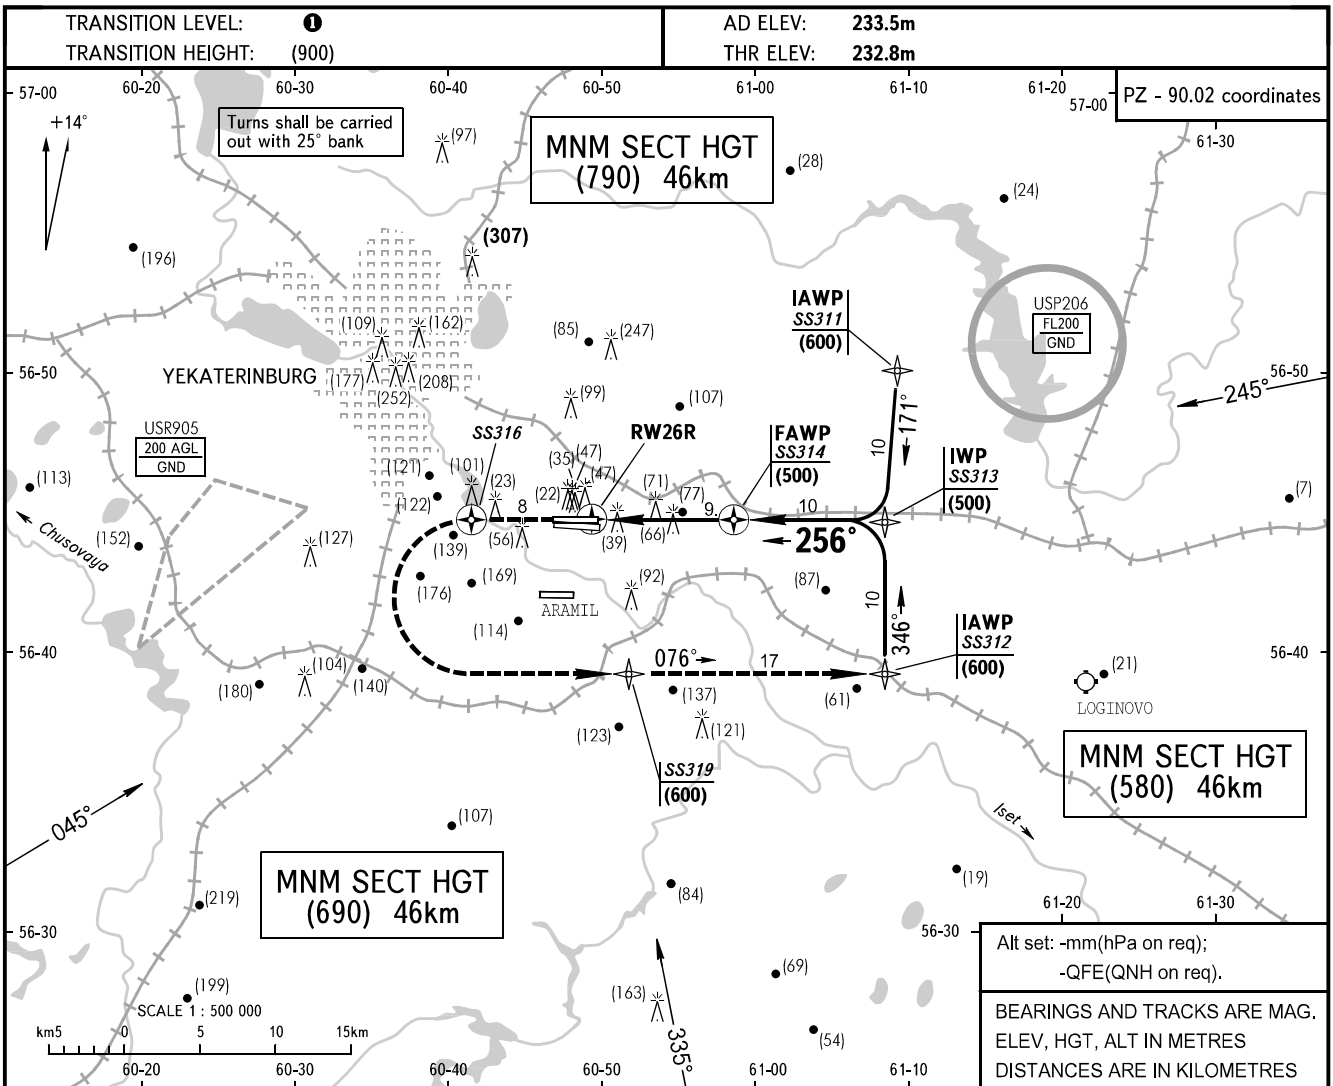 TRANSITION LEVEL: 1
TRANSITION HEIGHT: (900)
AD ELEV: 233.5m
THR ELEV: 232.8m
60-20 60-30 60-40 60-50 61-00 61-10 61-20
57-00
57-00
PZ - 90.02 coordinates
+14°
Turns shall be carried
out with 25° bank
(97)
MNM SECT HGT
(790) 46km
(28)
61-30
(24)
(196)
(307)
IAWP
SS311
(600)
USP206
FL200
GND
(109)
(162)
(85)
(247)
YEKATERINBURG
(177)
(252)
(208)
56-50
56-50
245°
171°
10
(99)
(107)
USR905
200 AGL
GND
SS316
RW26R
FAWP
SS314
(500)
IWP
SS313
(500)
(113)
(121)
(101)
(23)
(35)
(47)
(47)
(22)
(71)
(77)
(7)
(122)
8
9.
10
256°
Chusovaya
(152)
(127)
(139)
(56)
(39)
(66)
(176)
(169)
(92)
(87)
10
346°
ARAMIL
(114)
IAWP
SS312
(600)
56-40
56-40
(104)
(180)
(140)
076°
17
(137)
(61)
(21)
LOGINOVO
(123)
(121)
SS319
(600)
MNM SECT HGT
(580) 46km
045°
(107)
Iset
MNM SECT HGT
(690) 46km
(219)
(84)
(19)
61-20
61-30
56-30
56-30
Alt set: -mm(hPa on req);
-QFE(QNH on req).
(199)
(163)
(69)
335°
(54)
SCALE 1 : 500 000
km5 0 5 10 15km
BEARINGS AND TRACKS ARE MAG.
ELEV, HGT, ALT IN METRES
DISTANCES ARE IN KILOMETRES
60-20 60-30 60-40 60-50 61-00 61-10